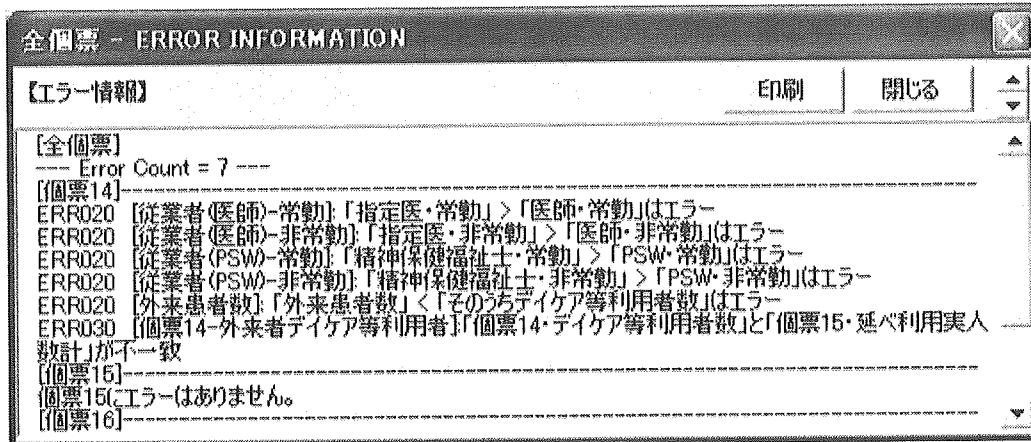 全個票 - ERROR INFORMATION
【エラー情報】
印刷
閉じる
[全個票]
--- Error Count = 7 ---
[個票14]----------------------------------------------------------------
ERR020 [従業者(医師)-常勤]:「指定医・常勤」>「医師・常勤」はエラー
ERR020 [従業者(医師)-非常勤]:「指定医・非常勤」>「医師・非常勤」はエラー
ERR020 [従業者(PSW)-常勤]:「精神保健福祉士・常勤」>「PSW・常勤」はエラー
ERR020 [従業者(PSW)-非常勤]:「精神保健福祉士・非常勤」>「PSW・非常勤」はエラー
ERR020 [外来患者数]:「外来患者数」<「そのうちデイケア等利用者数」はエラー
ERR030 [個票14-外来者デイケア等利用者]:「個票14・デイケア等利用者数」と「個票15・延べ利用実人
数計」が不一致
[個票15]----------------------------------------------------------------
個票15にエラーはありません。
[個票16]----------------------------------------------------------------